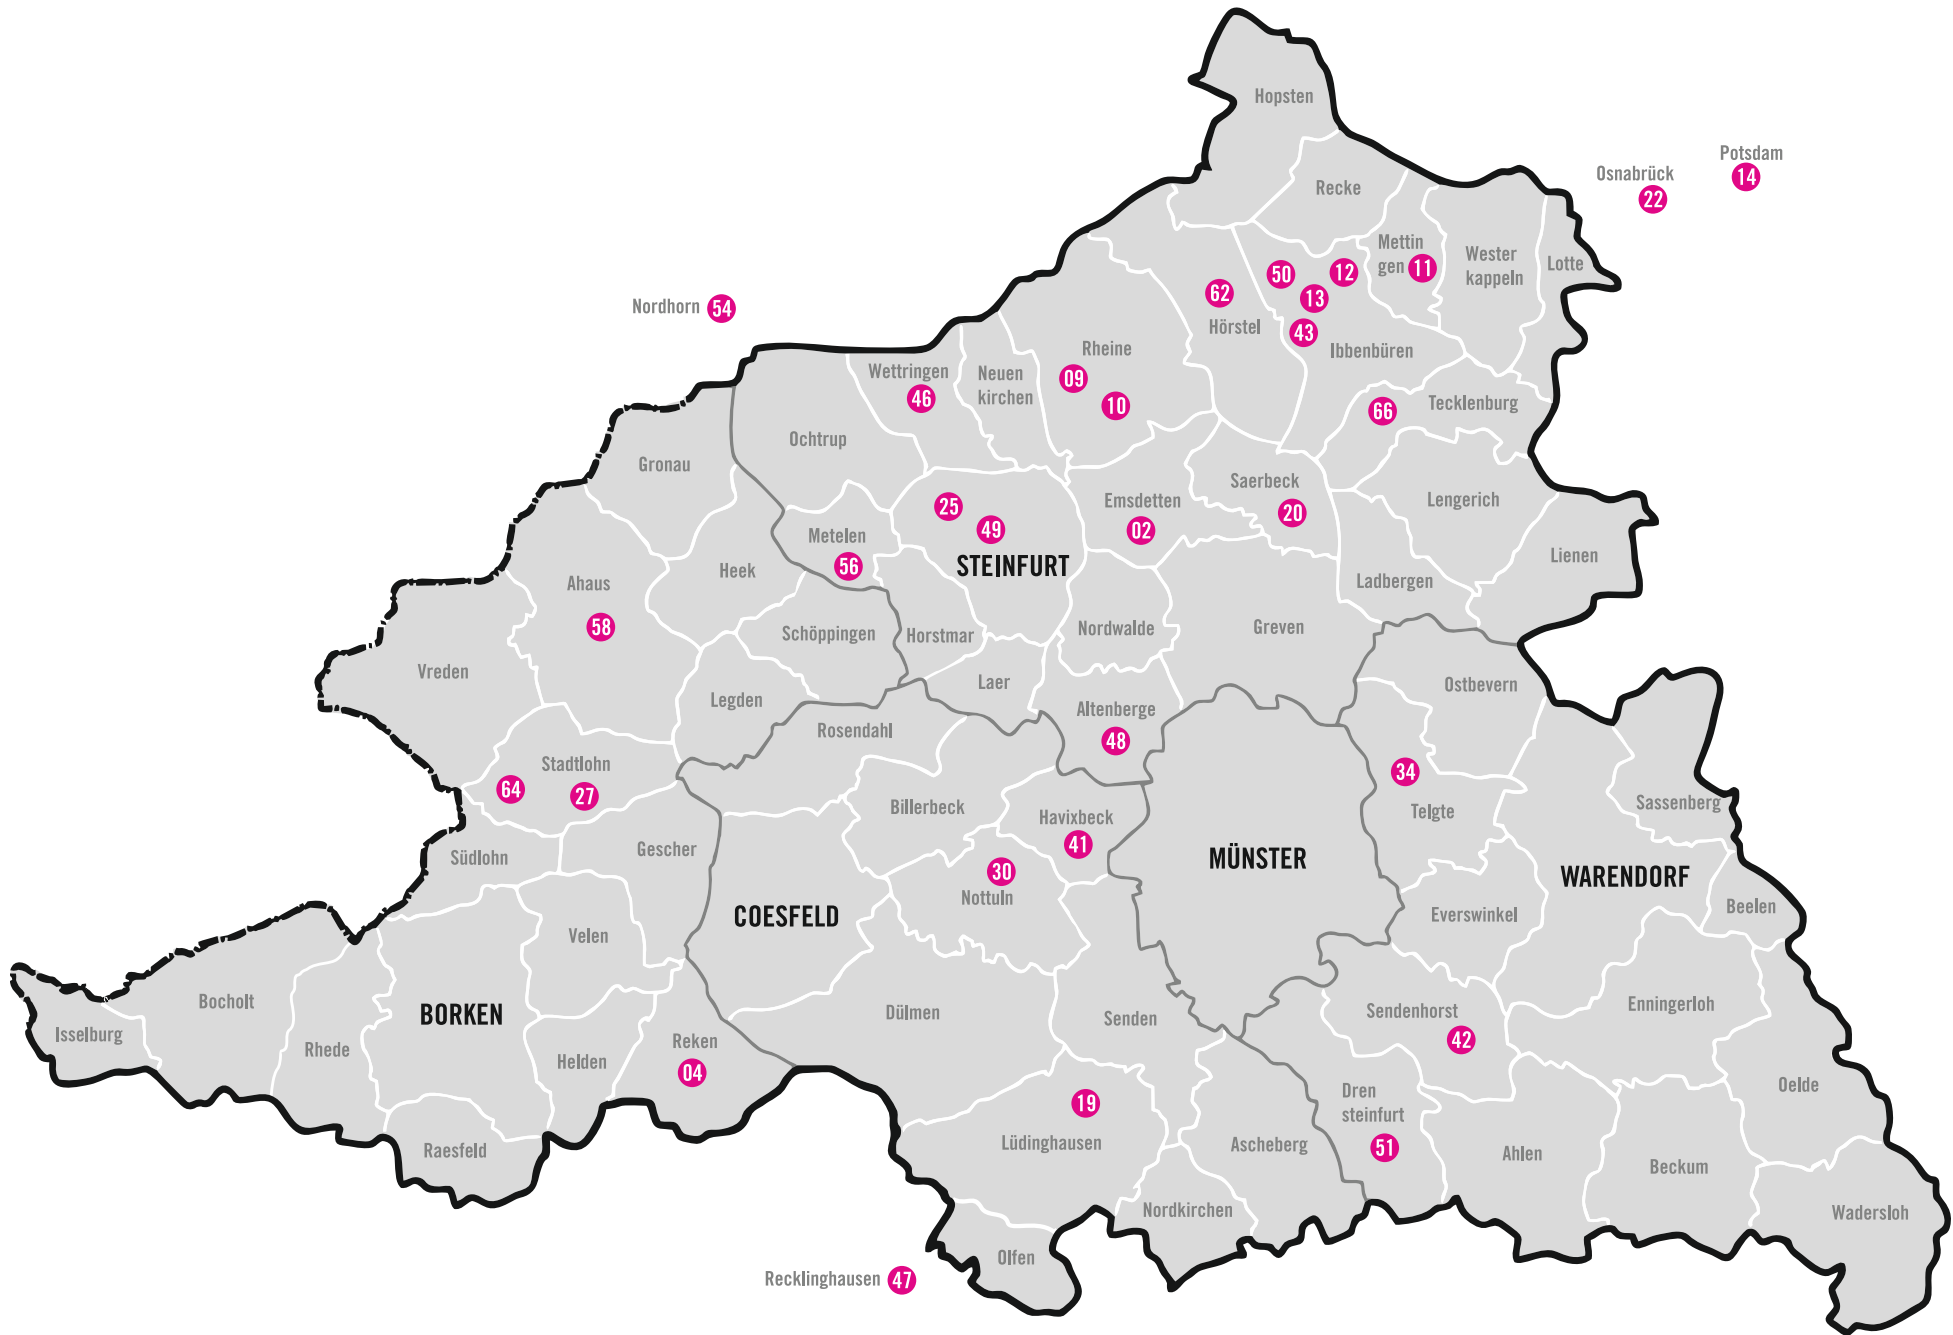 Hopsten
Potsdam
14
Osnabrück
22
Recke
Mettin
gen
11
Wester
kappeln
Lotte
50
12
13
43
Ibbenbüren
62
Hörstel
Nordhorn
54
Rheine
09
10
Wettringen
46
Neuen
kirchen
66
Tecklenburg
Ochtrup
Gronau
Saerbeck
20
Emsdetten
02
Lengerich
25
49
STEINFURT
Metelen
56
Lienen
Heek
Ahaus
58
Ladbergen
Schöppingen
Horstmar
Nordwalde
Greven
Vreden
Legden
Laer
Ostbevern
Altenberge
48
Rosendahl
Stadtlohn
64
27
34
Telgte
Sassenberg
Billerbeck
Havixbeck
41
Gescher
Südlohn
MÜNSTER
30
Nottuln
WARENDORF
COESFELD
Everswinkel
Beelen
Velen
Bocholt
BORKEN
Dülmen
Senden
Sendenhorst
42
Enningerloh
Isselburg
Rhede
Helden
Reken
04
Oelde
Dren
steinfurt
51
19
Lüdinghausen
Ascheberg
Ahlen
Beckum
Raesfeld
Nordkirchen
Wadersloh
Olfen
Recklinghausen
47